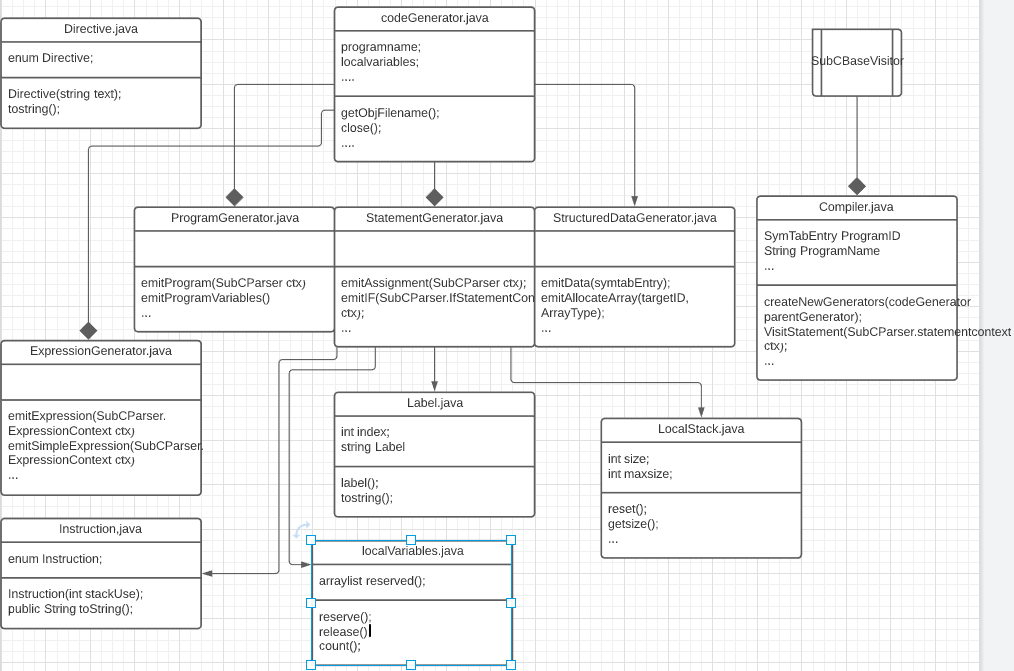 Directive.java
enum Directive;
Directive(string text);
tostring();
codeGenerator.java
programname;
localvariables;
....
getObjFilename();
close();
....
SubCBaseVisitor
ProgramGenerator.java
emitProgram(SubCParser ctx)
emitProgramVariables()
...
StatementGenerator.java
emitAssignment(SubCParser ctx);
emitIF(SubCParser.IfStatementCon
ctx);
...
StructuredDataGenerator.java
emitData(symtabEntry);
emitAllocateArray(targetID,
ArrayType);
...
Compiler.java
SymTabEntry ProgramID
String ProgramName
...
createNewGenerators(codeGenerator
parentGenerator);
VisitStatement(SubCParser.statementcontext
ctx);
...
ExpressionGenerator.java
emitExpression(SubCParser.
ExpressionContext ctx)
emitSimpleExpression(SubCParser.
ExpressionContext ctx)
...
Label.java
int index;
string Label
label();
tostring();
LocalStack.java
int size;
int maxsize;
reset();
getsize();
...
Instruction,java
enum Instruction;
Instruction(int stackUse);
public String toString();
localVariables.java
arraylist reserved();
reserve();
release()
count();